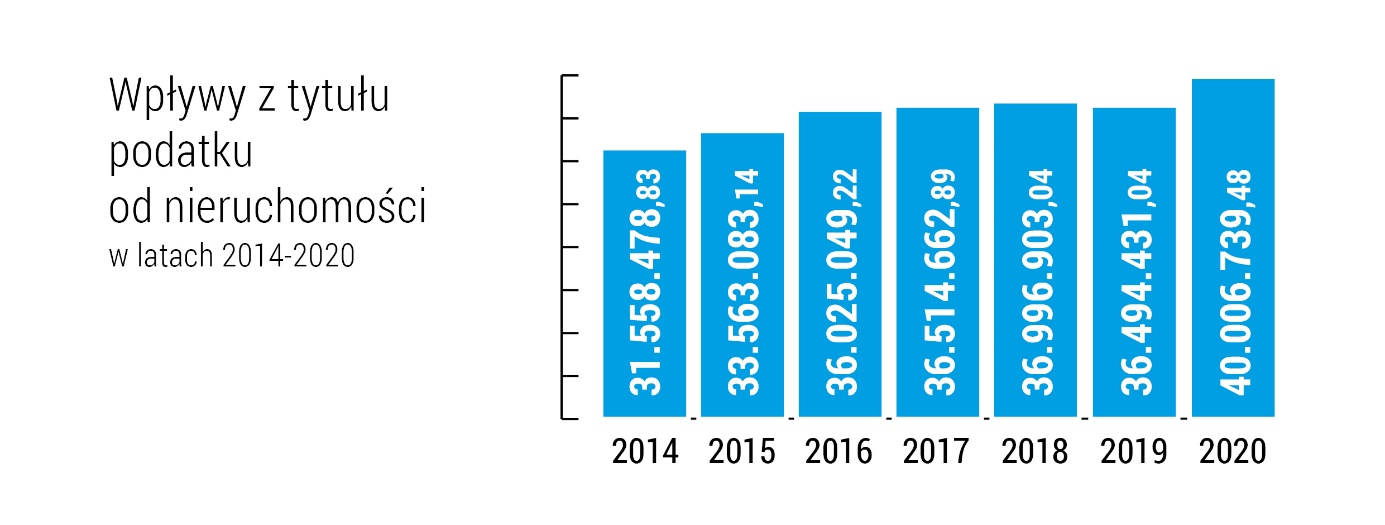 Wpływy z tytułu
podatku
od nieruchomości
w latach 2014-2020
31.558.478,83
33.563.083,14
36.025.049,22
36.514.662,89
36.996.903,04
36.494.431,04
40.006.739,48
2014 2015 2016 2017 2018 2019 2020